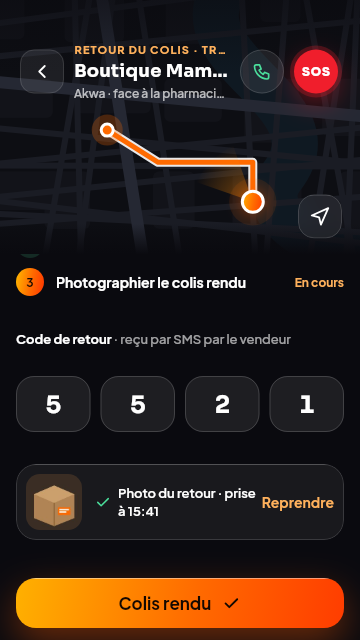 RETOUR DU COLIS · TR…
Boutique Mam…
Akwa · face à la pharmaci…
SOS
3 Photographier le colis rendu En cours
Code de retour · reçu par SMS par le vendeur
5 5 2 1
Photo du retour · prise
à 15:41
Reprendre
Colis rendu